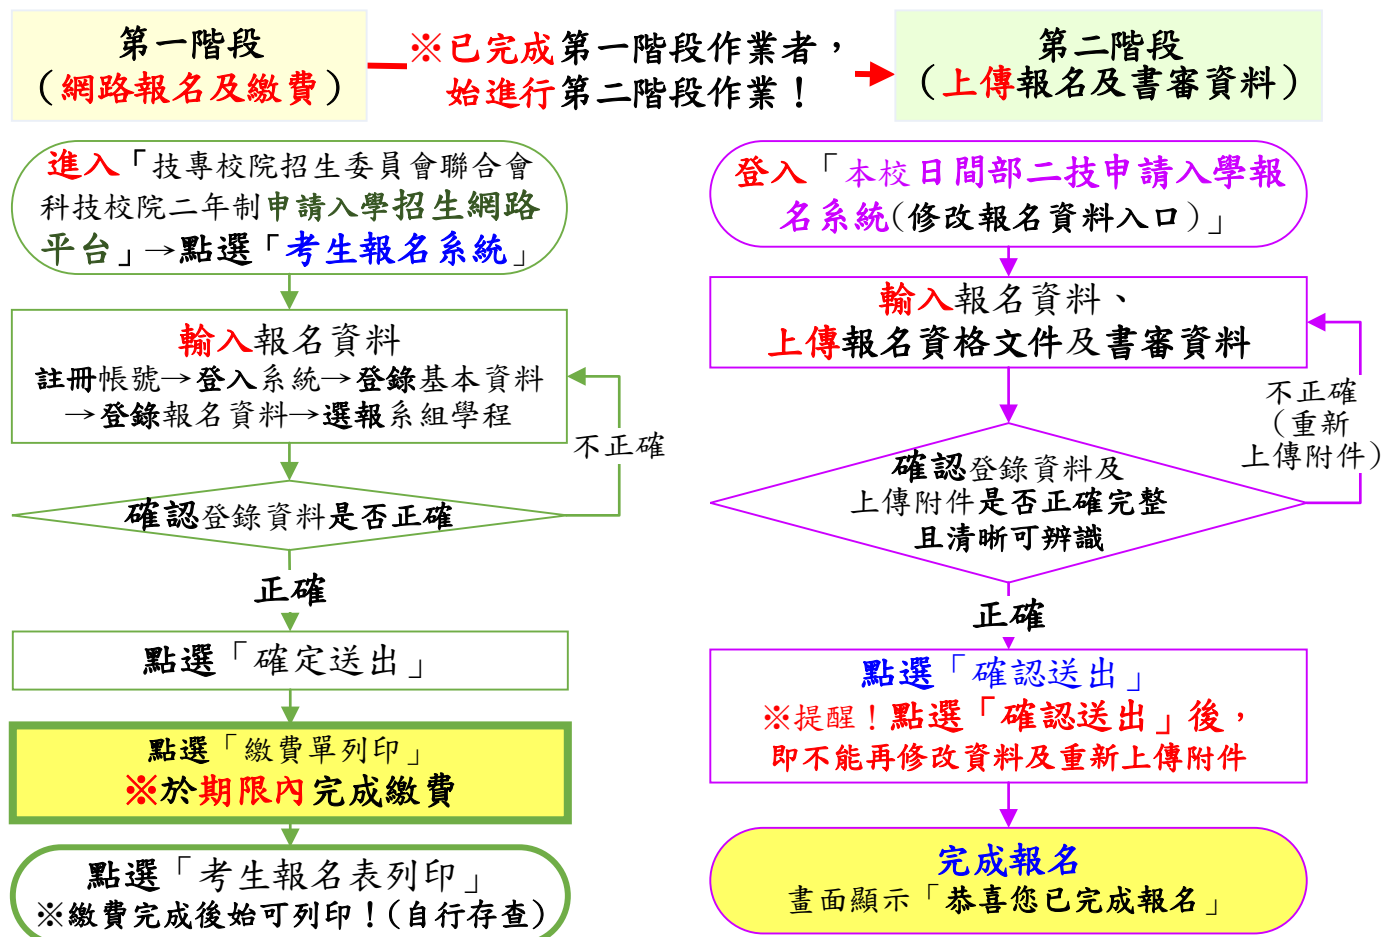 第一階段
（網路報名及繳費）
※已完成第一階段作業者，
始進行第二階段作業！
第二階段
（上傳報名及書審資料）
進入「技專校院招生委員會聯合會
科技校院二年制申請入學招生網路
平台」→點選「考生報名系統」
輸入報名資料
註冊帳號→登入系統→登錄基本資料
→登錄報名資料→選報系組學程
不正確
確認登錄資料是否正確
正確
點選「確定送出」
點選「繳費單列印」
※於期限內完成繳費
點選「考生報名表列印」
※繳費完成後始可列印！(自行存查)
登入「本校日間部二技申請入學報
名系統(修改報名資料入口)」
輸入報名資料、
上傳報名資格文件及書審資料
不正確
（重新
上傳附件）
確認登錄資料及
上傳附件是否正確完整
且清晰可辨識
正確
點選「確認送出」
※提醒！點選「確認送出」後，
即不能再修改資料及重新上傳附件
完成報名
畫面顯示「恭喜您已完成報名」